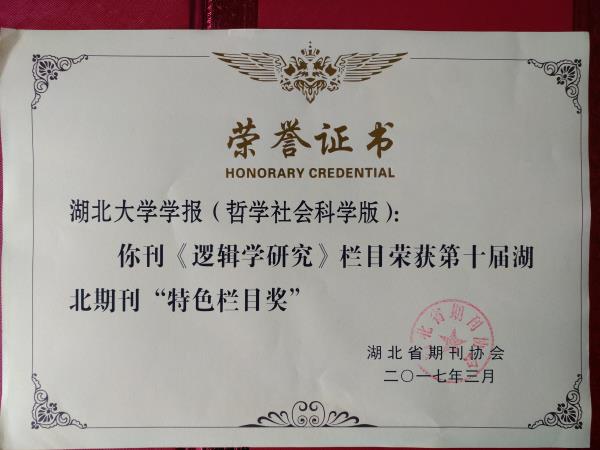 荣誉证书
HONORARY CREDENTIAL
湖北大学学报（哲学社会科学版）：
你刊《逻辑学研究》栏目荣获第十届湖
北期刊“特色栏目奖”
湖北省期刊协会
二〇一七年三月